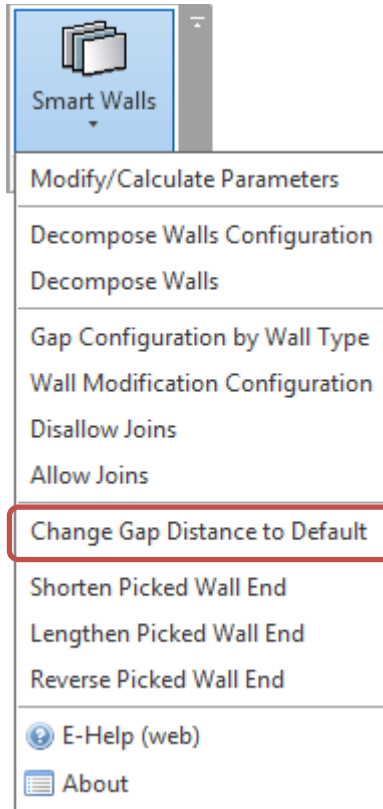 Smart Walls
Modify/Calculate Parameters
Decompose Walls Configuration
Decompose Walls
Gap Configuration by Wall Type
Wall Modification Configuration
Disallow Joins
Allow Joins
Change Gap Distance to Default
Shorten Picked Wall End
Lengthen Picked Wall End
Reverse Picked Wall End
E-Help (web)
About